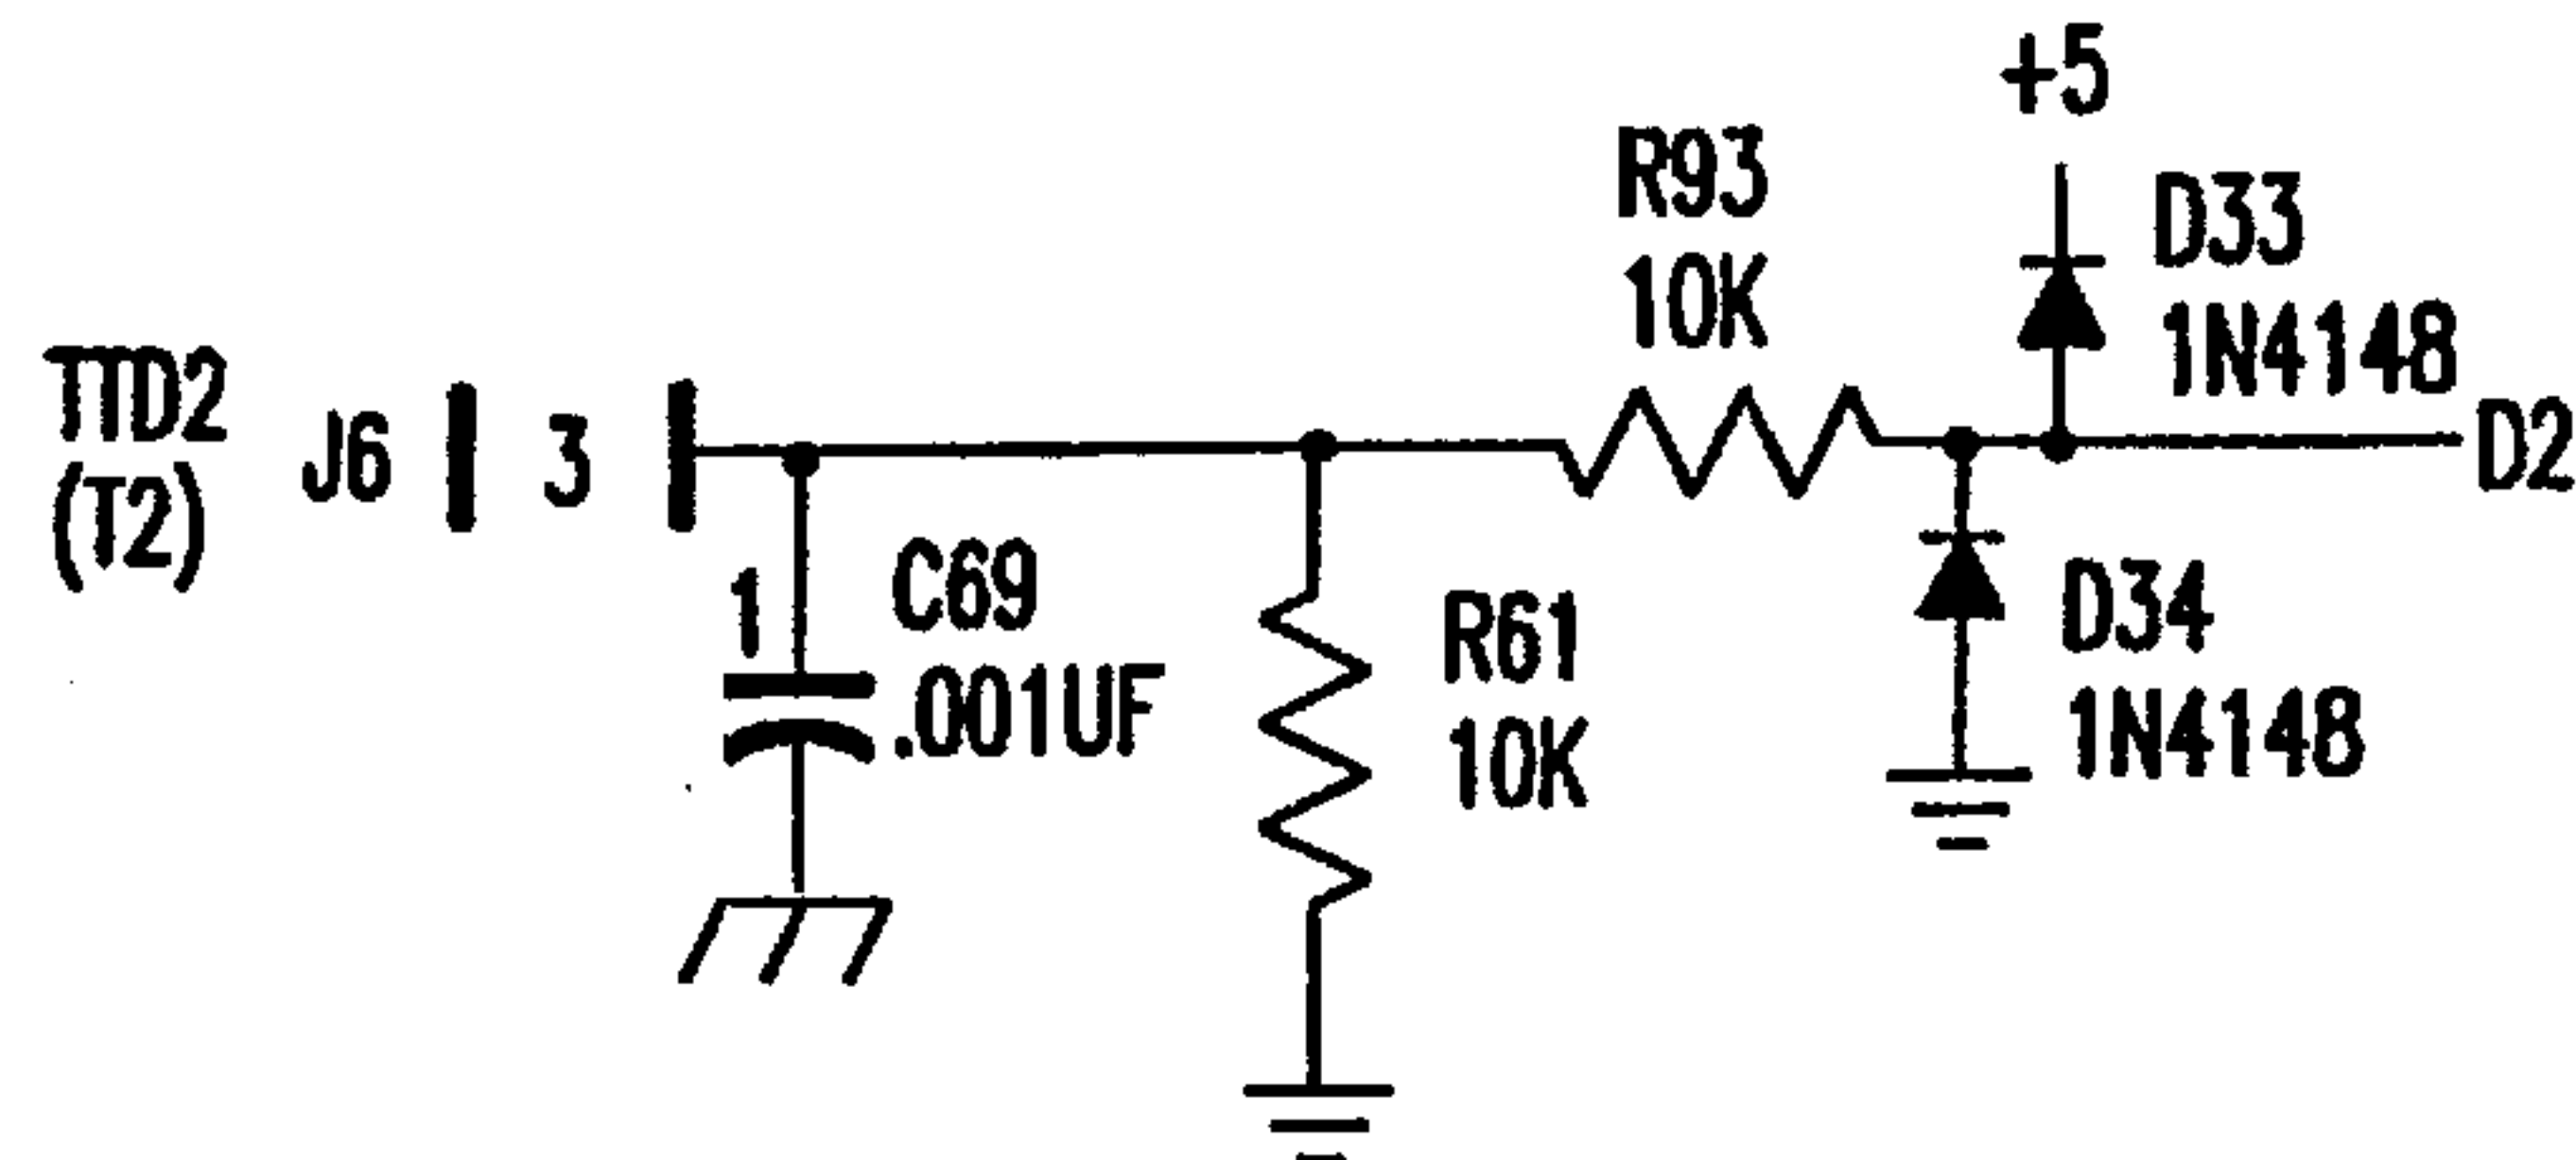 +5
R93
10K
D33
1N4148
TTD2
(T2)
J6
3
D2
1
C69
.001UF
R61
10K
D34
1N4148